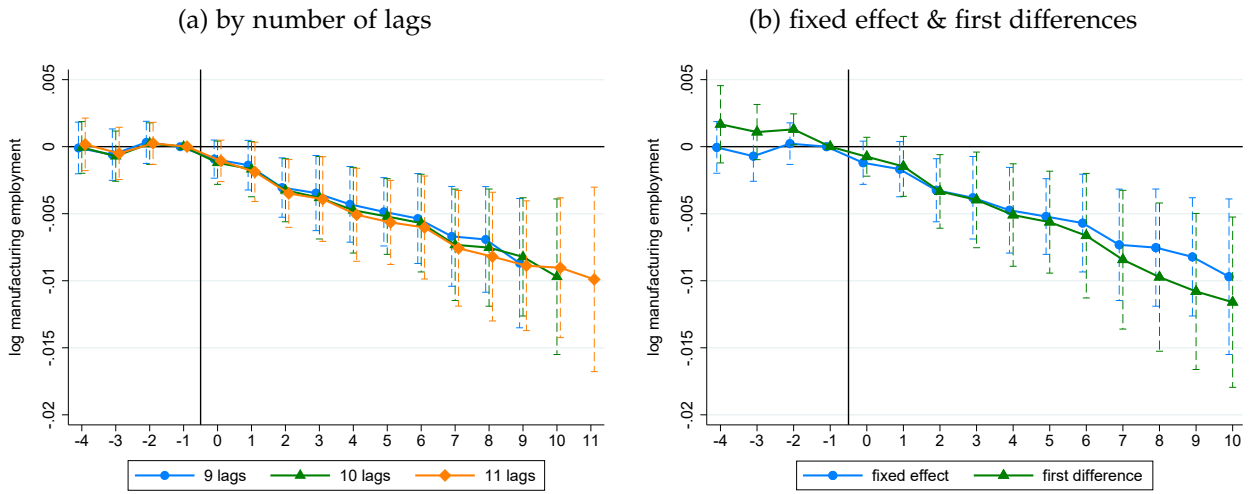 (a) by number of lags
(b) fixed effect & first differences
log manufacturing employment
.005
0
-.005
-.01
-.015
-.02
-4 -3 -2 -1 0 1 2 3 4 5 6 7 8 9 10 11
9 lags 10 lags 11 lags
log manufacturing employment
.005
0
-.005
-.01
-.015
-.02
-4 -3 -2 -1 0 1 2 3 4 5 6 7 8 9 10
fixed effect first difference